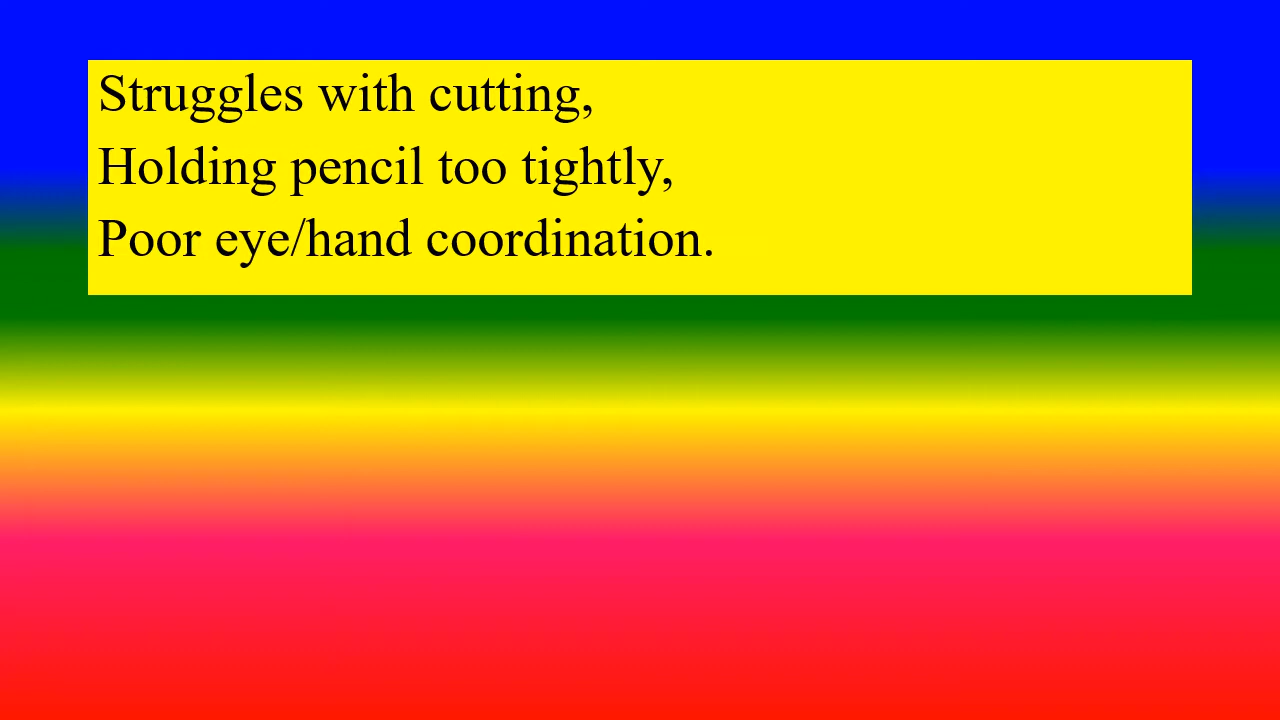 Struggles with cutting,
Holding pencil too tightly,
Poor eye/hand coordination.